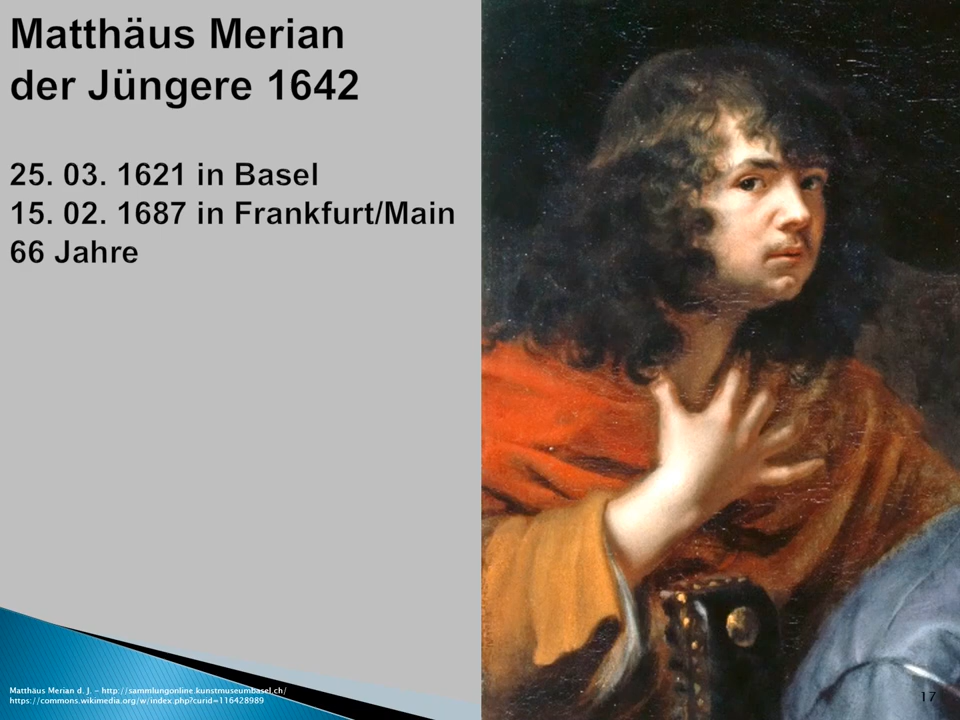 Matthäus Merian
der Jüngere 1642
25. 03. 1621 in Basel
15. 02. 1687 in Frankfurt/Main
66 Jahre
Matthäus Merian d. J. - http://sammlungonline.kunstmuseumbasel.ch/
https://commons.wikimedia.org/w/index.php?curid=116428989
17